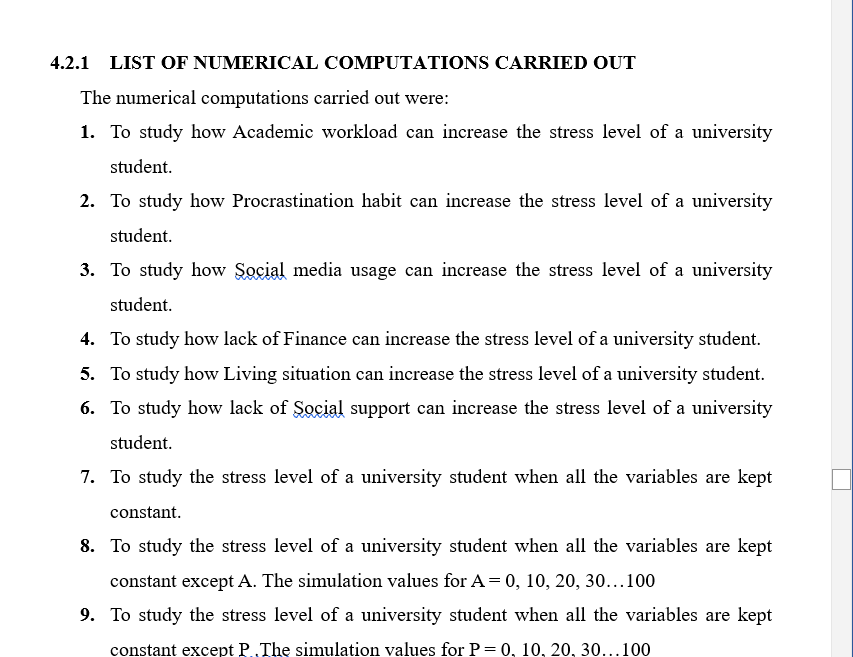 4.2.1 LIST OF NUMERICAL COMPUTATIONS CARRIED OUT
The numerical computations carried out were:
1. To study how Academic workload can increase the stress level of a university
student.
2. To study how Procrastination habit can increase the stress level of a university
student.
3. To study how Social media usage can increase the stress level of a university
student.
4. To study how lack of Finance can increase the stress level of a university student.
5. To study how Living situation can increase the stress level of a university student.
6. To study how lack of Social support can increase the stress level of a university
student.
7. To study the stress level of a university student when all the variables are kept
constant.
8. To study the stress level of a university student when all the variables are kept
constant except A. The simulation values for A = 0, 10, 20, 30…100
9. To study the stress level of a university student when all the variables are kept
constant except P .The simulation values for P = 0, 10, 20, 30…100